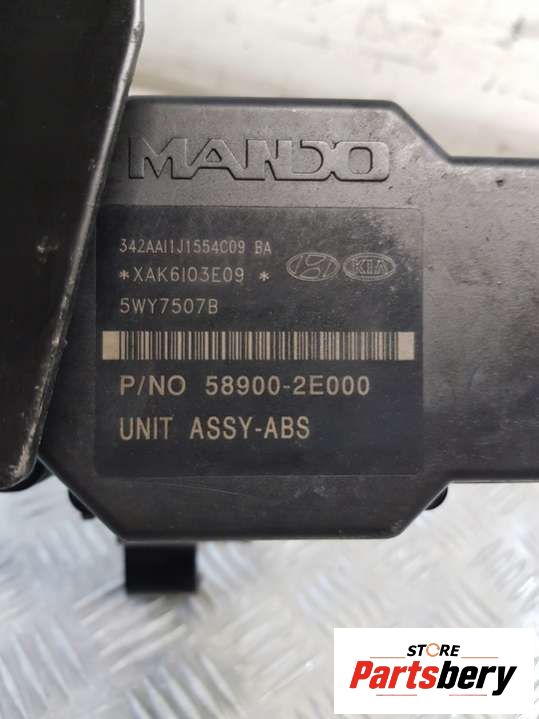 MANDO
342AAI1J1554C09 BA
*XAK6I03E09 *
KIA
5WY7507B
P/NO 58900-2E000
UNIT ASSY-ABS
STORE
Partsbery